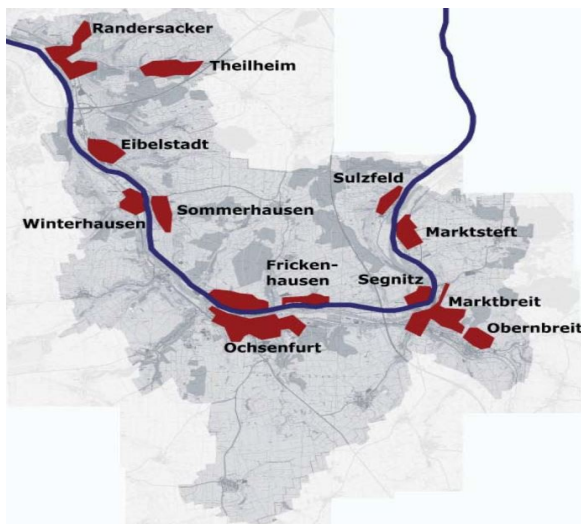 Randersacker
Theilheim
Eibelstadt
Sulzfeld
Winterhausen
Sommerhausen
Marktsteft
Fricken-
hausen
Segnitz
Marktbreit
Obernbreit
Ochsenfurt